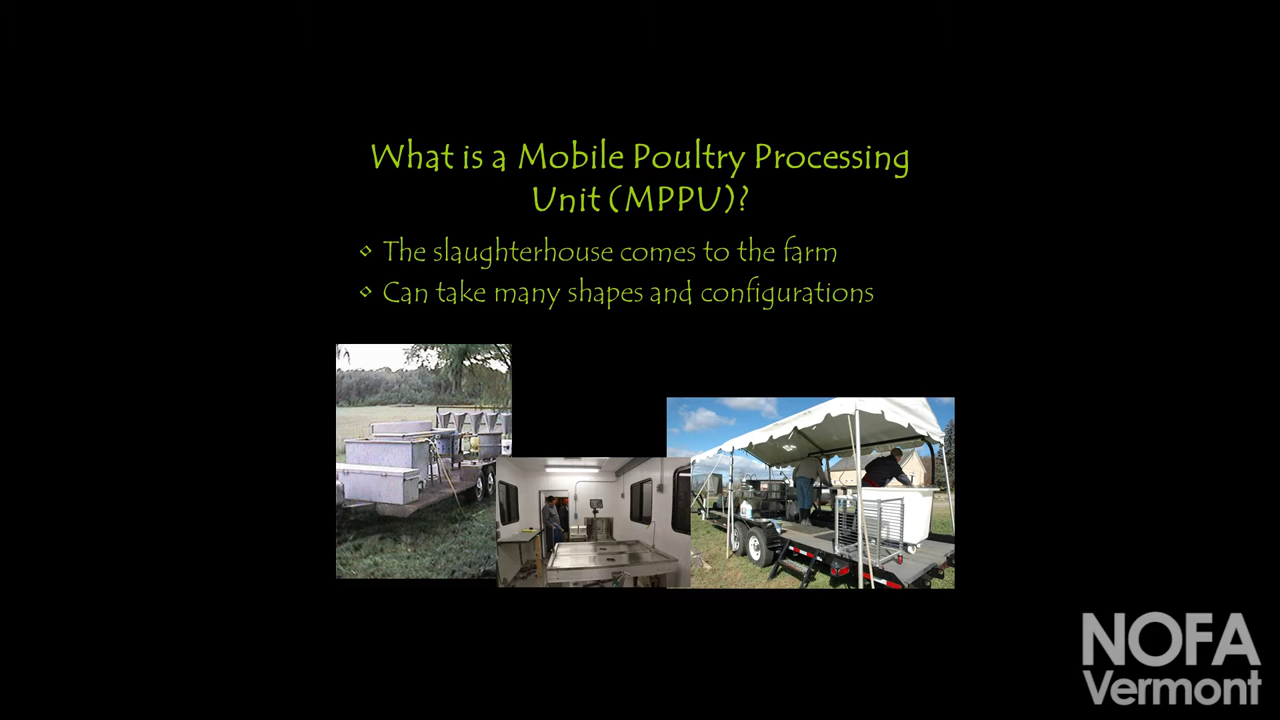 What is a Mobile Poultry Processing
Unit (MPPU)?
The slaughterhouse comes to the farm
Can take many shapes and configurations
NOFA
Vermont